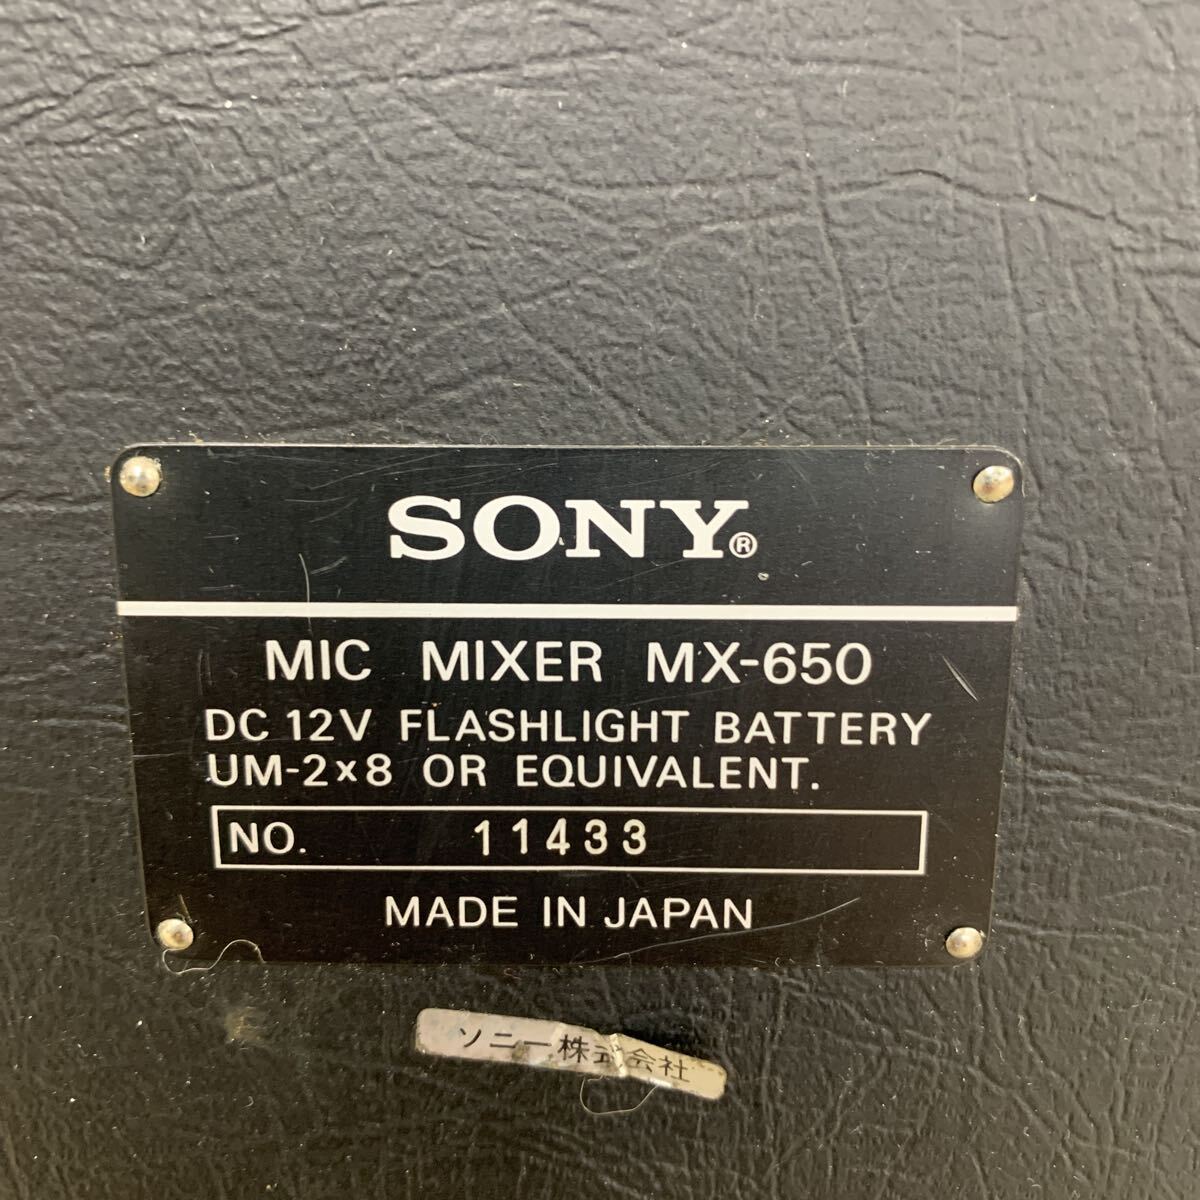 SONY®
MIC MIXER MX-650
DC 12V FLASHLIGHT BATTERY
UM-2×8 OR EQUIVALENT.
NO. 11433
MADE IN JAPAN
ソニー株式会社